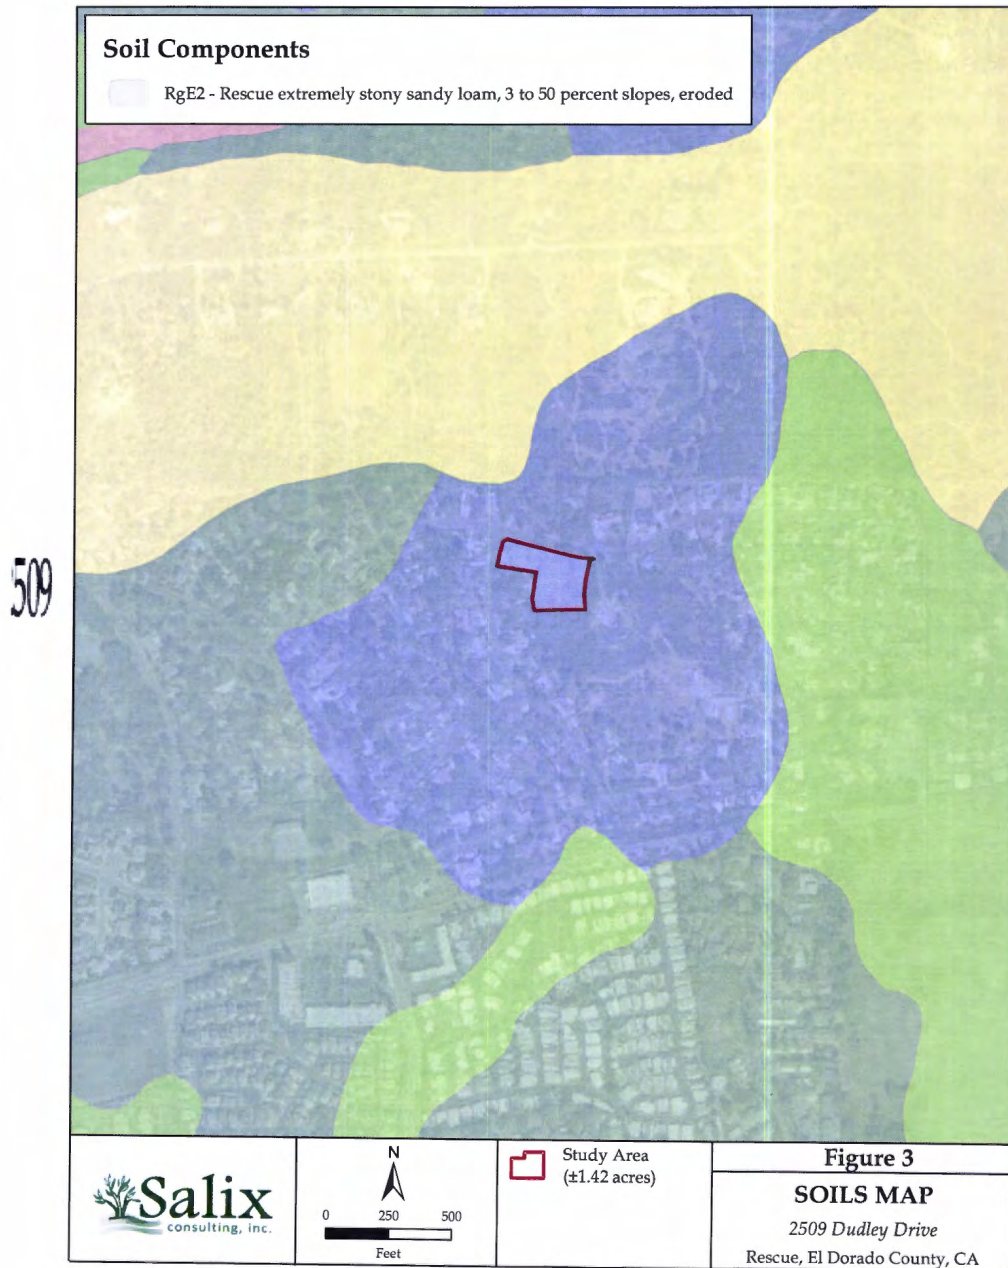 Soil Components
RgE2 - Rescue extremely stony sandy loam, 3 to 50 percent slopes, eroded
509
Salix
consulting, inc.
N
0 250 500
Feet
Study Area
(±1.42 acres)
Figure 3
SOILS MAP
2509 Dudley Drive
Rescue, El Dorado County, CA